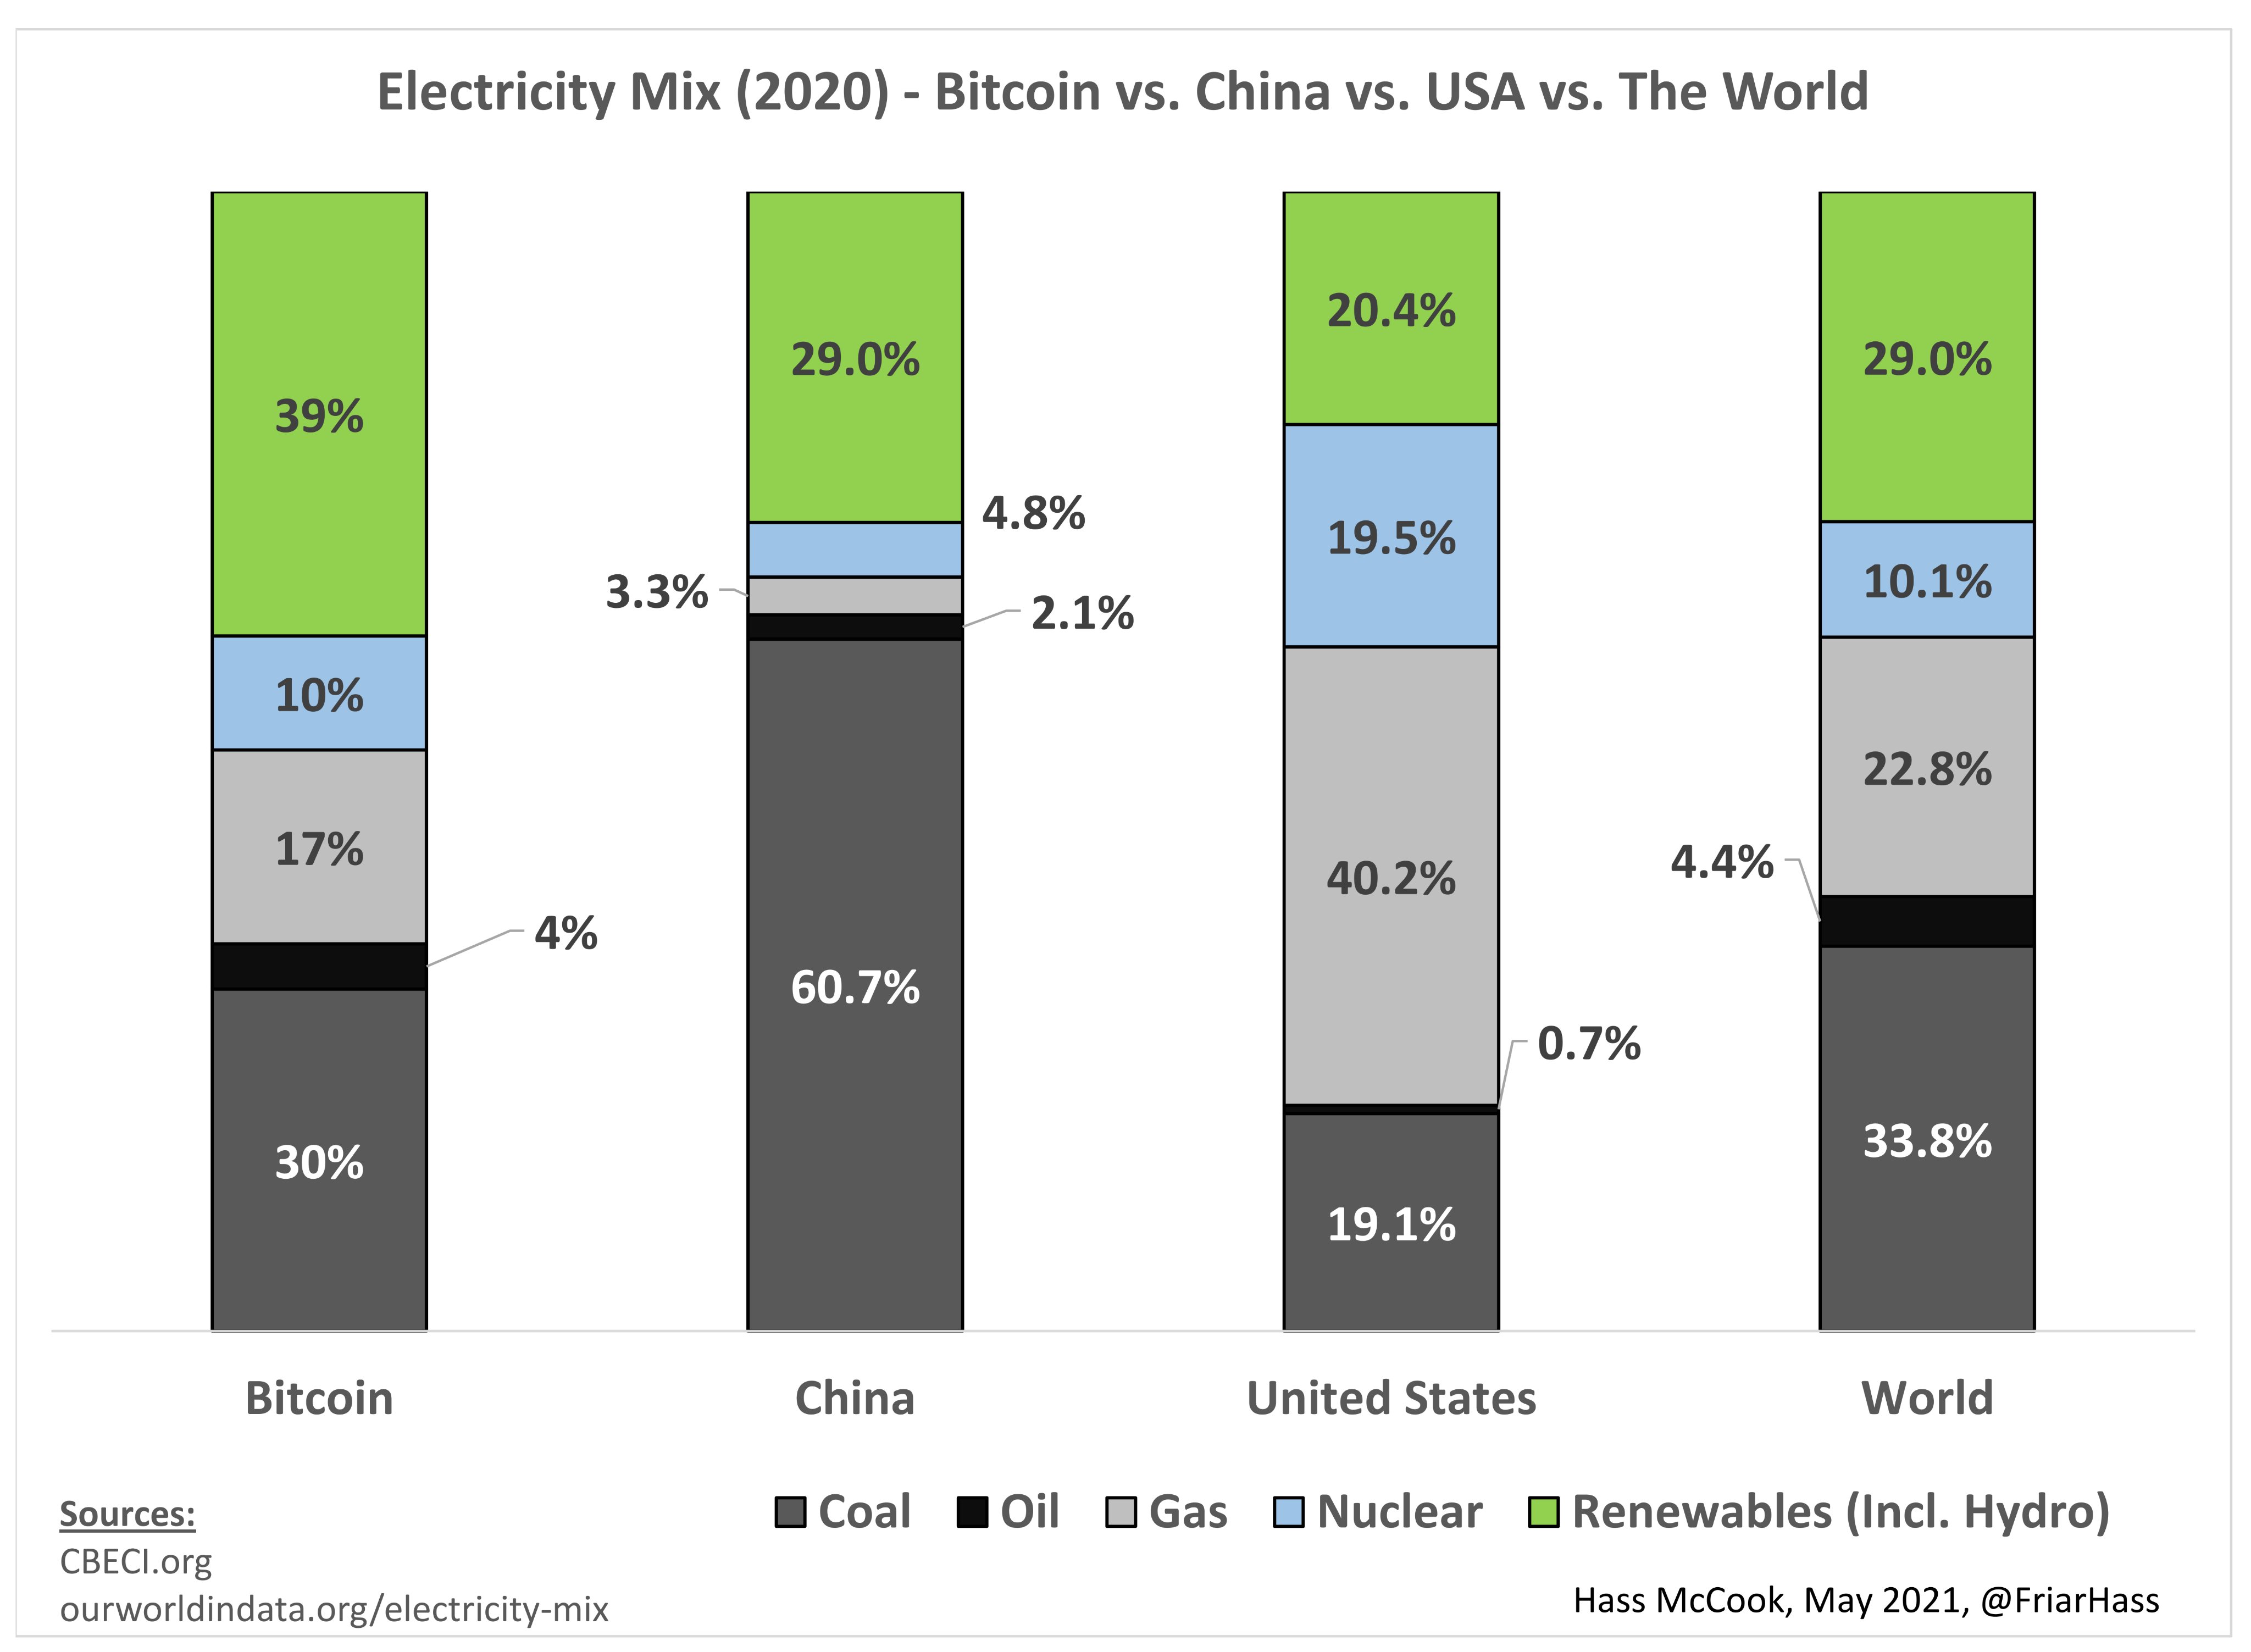 Electricity Mix (2020) - Bitcoin vs. China vs. USA vs. The World
39%
10%
17%
4%
30%
29.0%
4.8%
3.3%
2.1%
60.7%
20.4%
19.5%
40.2%
0.7%
19.1%
29.0%
10.1%
22.8%
4.4%
33.8%
Bitcoin
China
United States
World
Coal
Oil
Gas
Nuclear
Renewables (Incl. Hydro)
Sources:
CBECI.org
ourworldindata.org/electricity-mix
Hass McCook, May 2021, @FriarHass